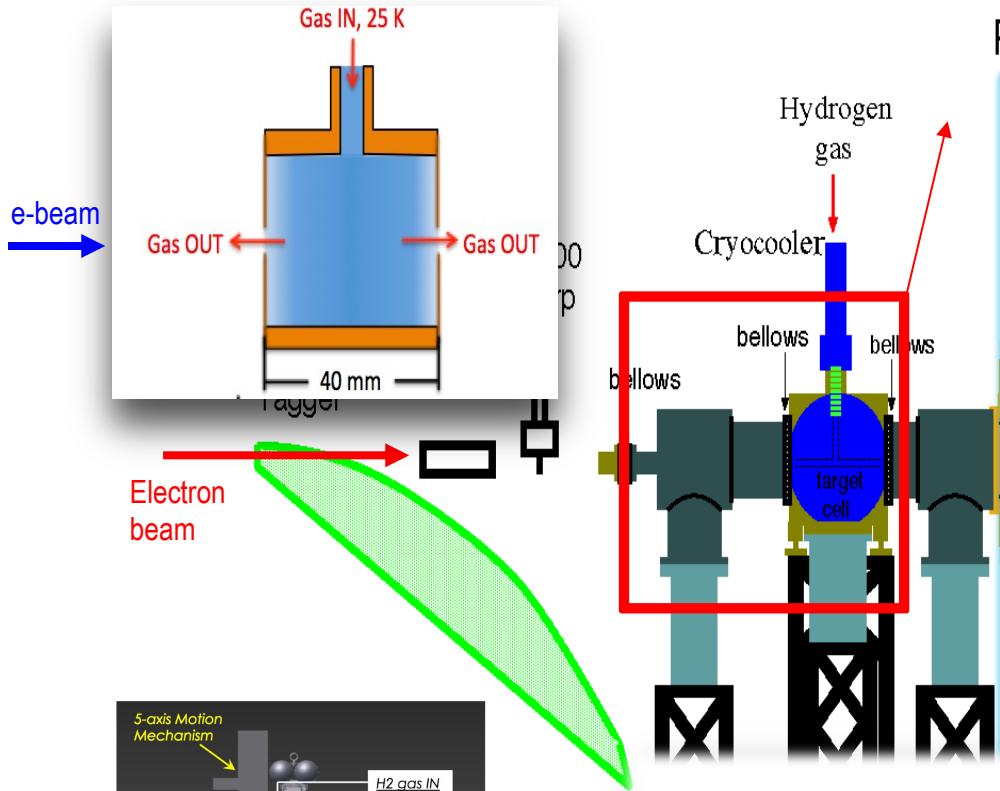 Gas IN, 25 K
e-beam
Gas OUT
Gas OUT
40 mm
Hydrogen
gas
Cryocooler
bellows
bellows
bellows
target
cell
Electron
beam
5-axis Motion
Mechanism
H2 gas IN